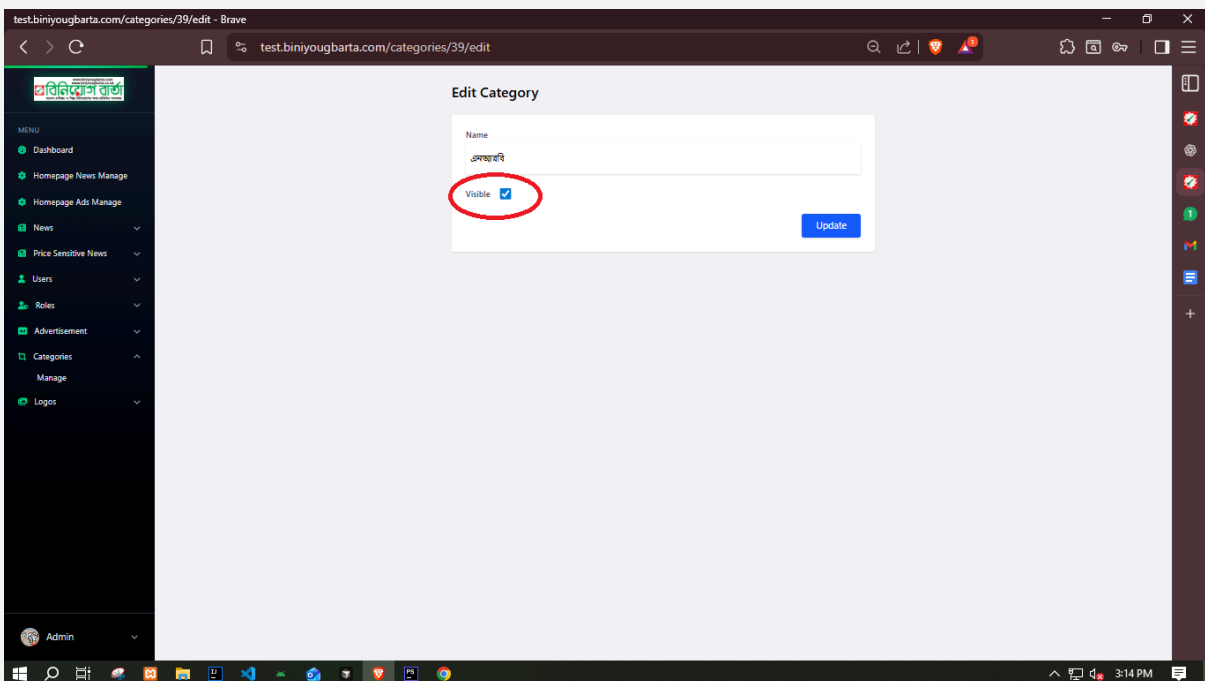 test.biniyougbarta.com/categories/39/edit - Brave
test.biniyougbarta.com/categories/39/edit
1
বিনিয়োগ বার্তা
MENU
Dashboard
Homepage News Manage
Homepage Ads Manage
News
Price Sensitive News
Users
Roles
Advertisement
Categories
Manage
Logos
Admin
Edit Category
Name
এনআরবি
Visible
Update
1
3:14 PM